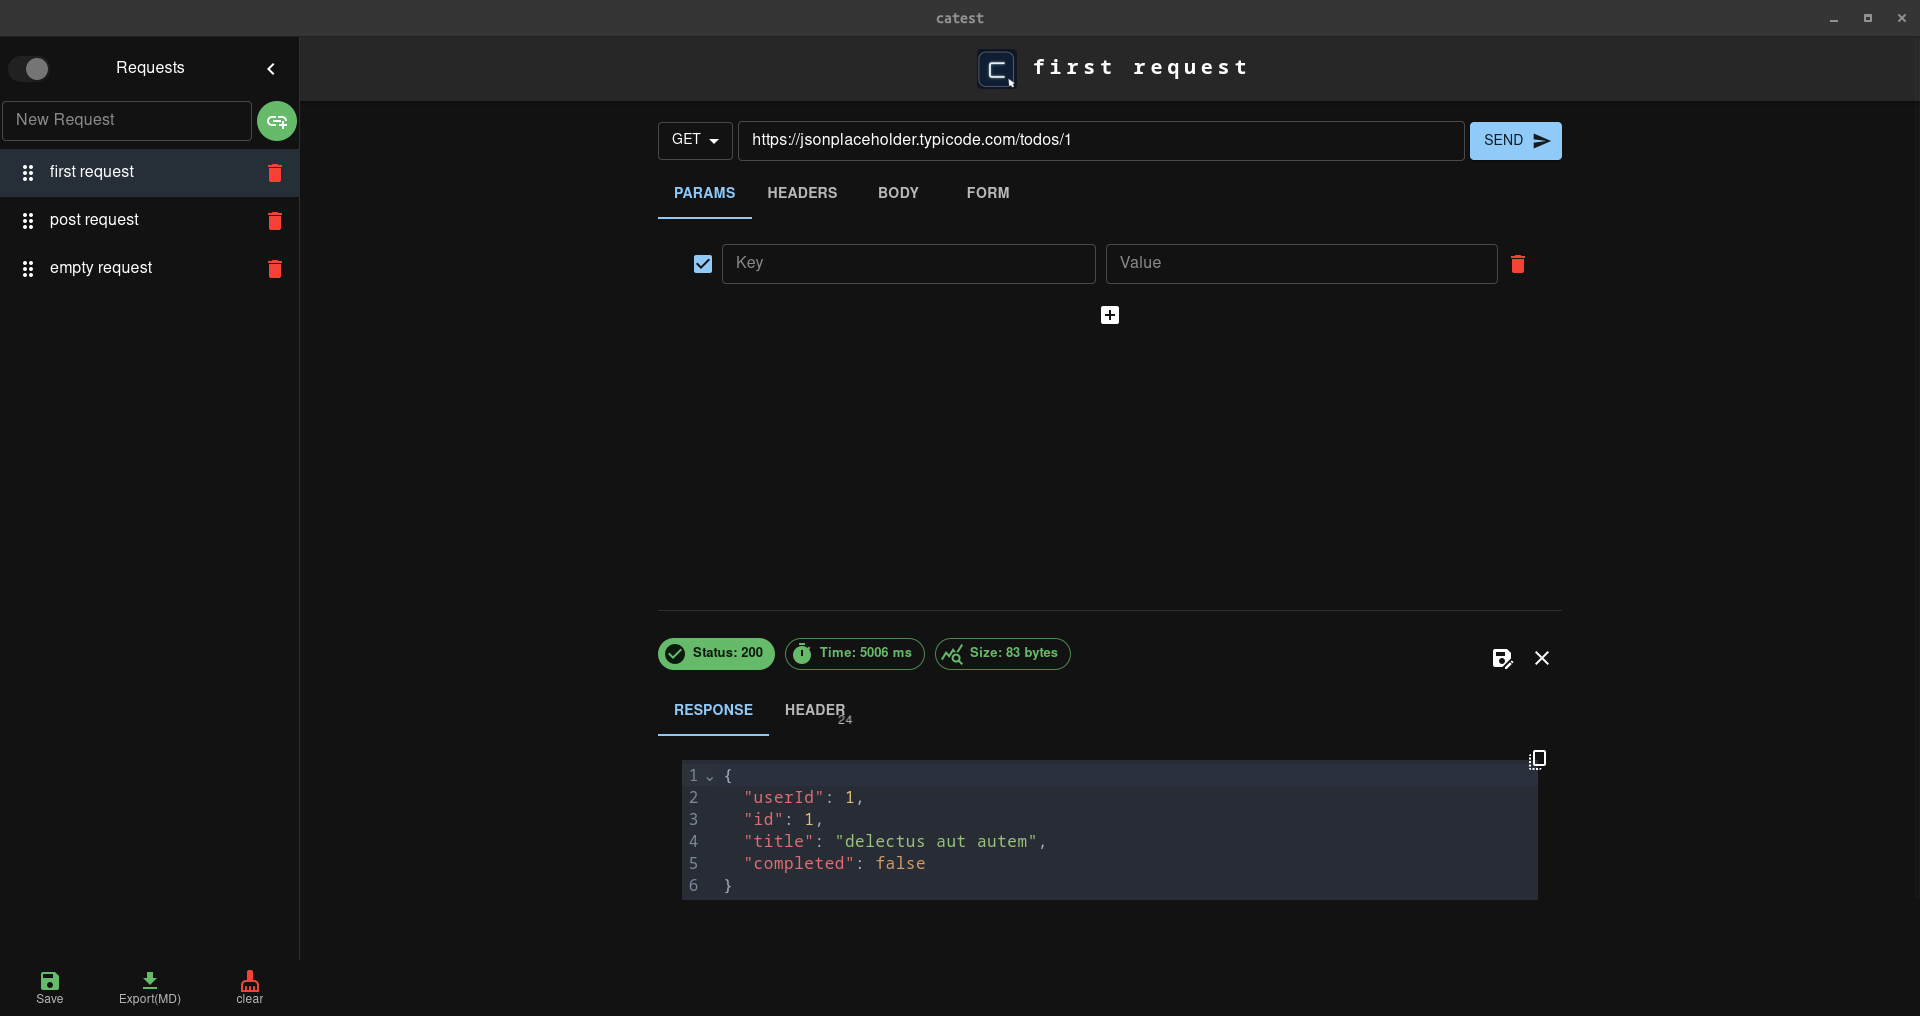 catest
Requests
first request
New Request
GET
https://jsonplaceholder.typicode.com/todos/1
SEND
first request
post request
empty request
PARAMS
HEADERS
BODY
FORM
Key
Value
Status: 200
Time: 5006 ms
Size: 83 bytes
RESPONSE
HEADER
24
1 {
2 "userId": 1,
3 "id": 1,
4 "title": "delectus aut autem",
5 "completed": false
6 }
Save
Export(MD)
clear